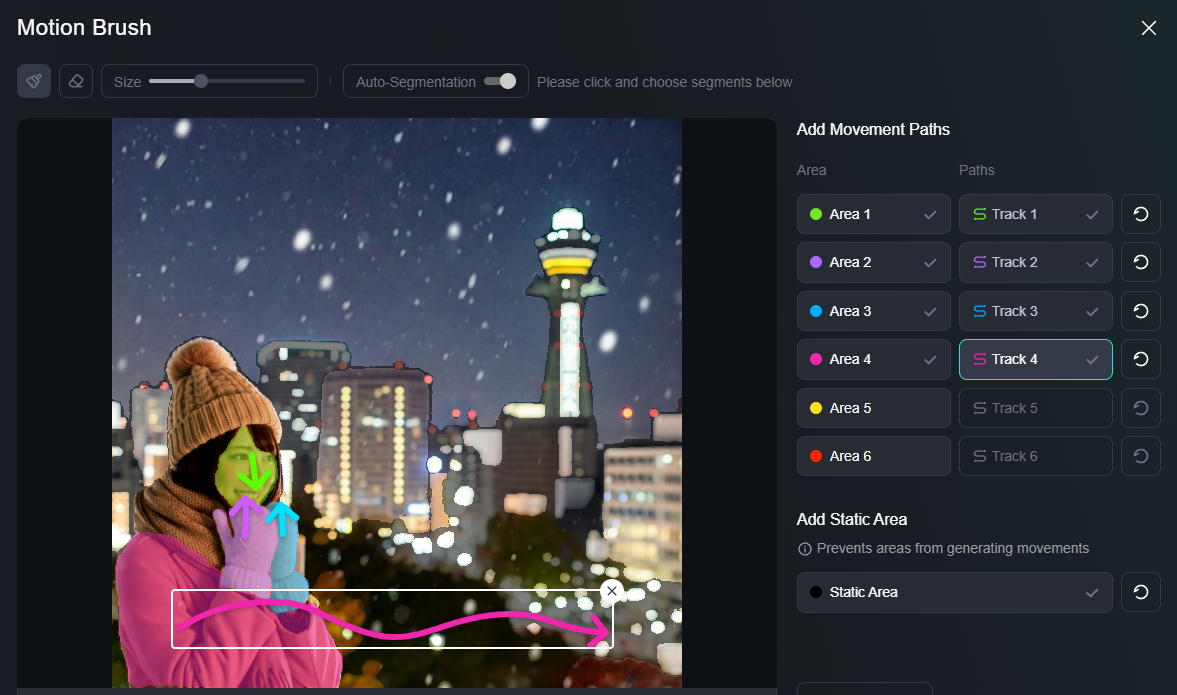 Motion Brush
Size
Auto-Segmentation
Please click and choose segments below
Add Movement Paths
Area Paths
Area 1 Track 1
Area 2 Track 2
Area 3 Track 3
Area 4 Track 4
Area 5 Track 5
Area 6 Track 6
Add Static Area
Prevents areas from generating movements
Static Area